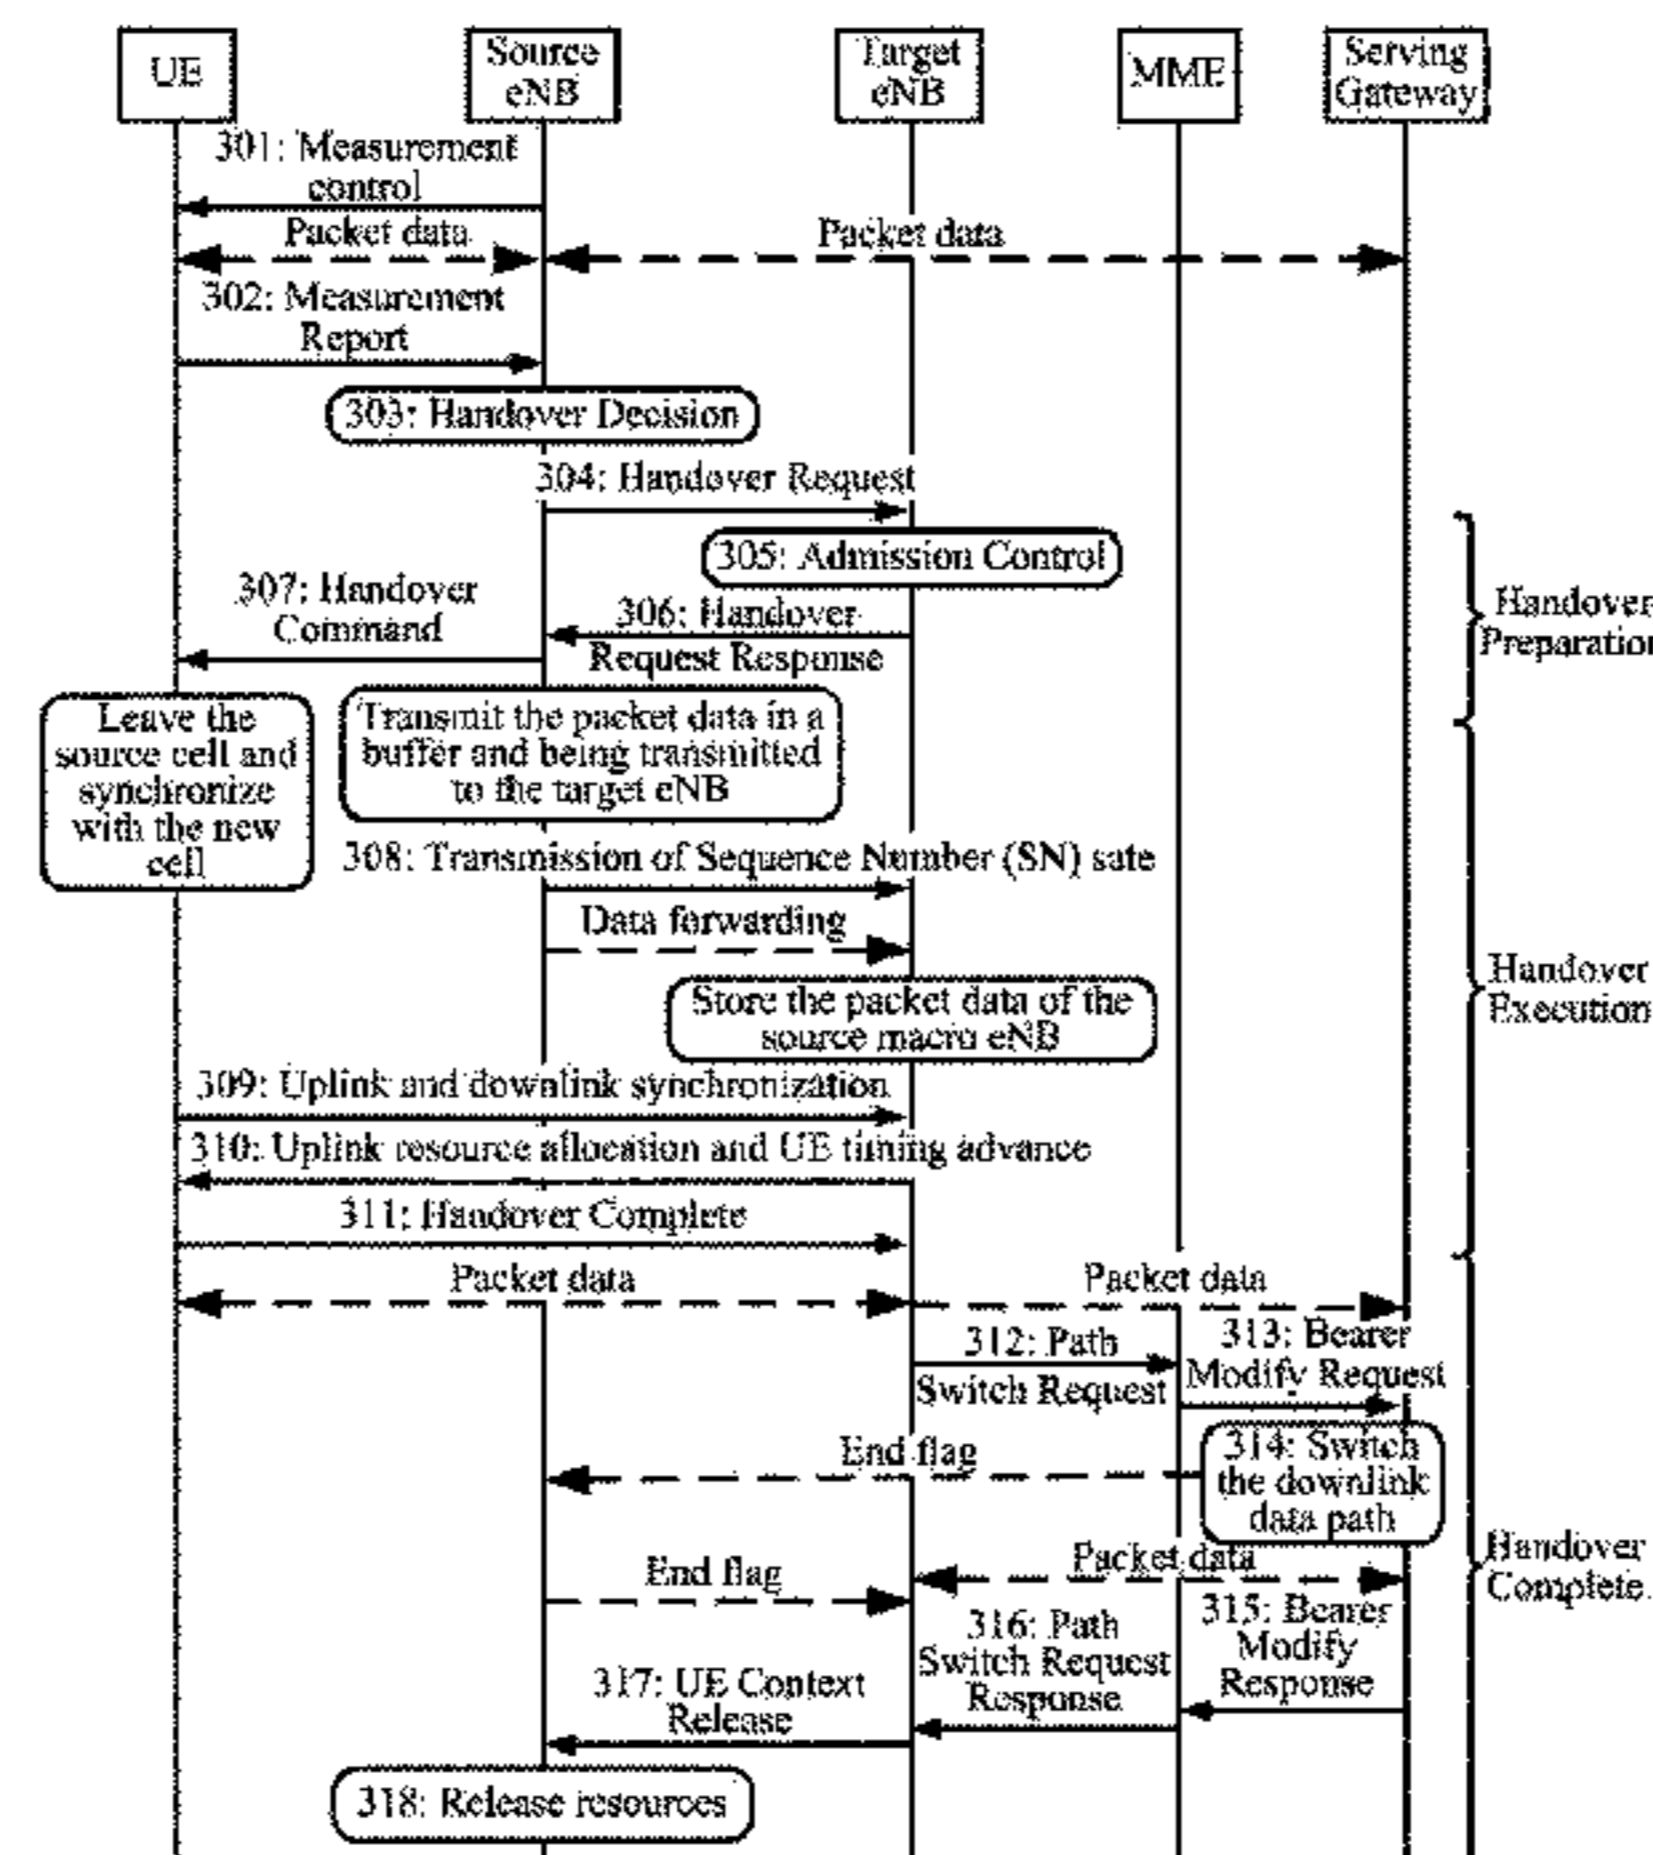 UE
Source
eNB
Target
eNB
MME
Serving
Gateway
301: Measurement
control
Packet data
Packet data
302: Measurement
Report
303: Handover Decision
304: Handover Request
305: Admission Control
307: Handover
Command
306: Handover
Request Response
Handover
Preparation
Leave the
source cell and
synchronize
with the new
cell
Transmit the packet data in a
buffer and being transmitted
to the target eNB
308: Transmission of Sequence Number (SN) sate
Data forwarding
Store the packet data of the
source macro eNB
Handover
Execution
309: Uplink and downlink synchronization
310: Uplink resource allocation and UE timing advance
311: Handover Complete
Packet data
Packet data
312: Path
Switch Request
313: Bearer
Modify Request
End flag
314: Switch
the downlink
data path
Packet data
End flag
Handover
Complete
316: Path
Switch Request
Response
315: Bearer
Modify
Response
317: UE Context
Release
318: Release resources